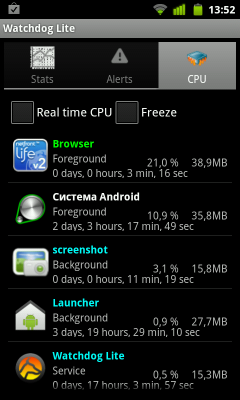 13:52
Watchdog Lite
Stats Alerts CPU
Real time CPU Freeze
Browser
Foreground 21,0 % 38,9MB
0 days, 0 hours, 3 min, 16 sec
Система Android
Foreground 10,9 % 35,8MB
2 days, 3 hours, 17 min, 49 sec
screenshot
Background 3,1 % 15,8MB
0 days, 0 hours, 11 min, 19 sec
Launcher
Background 0,9 % 27,7MB
3 days, 19 hours, 29 min, 10 sec
Watchdog Lite
Service 0,5 % 15,3MB
0 days, 17 hours, 3 min, 57 sec
life
v2